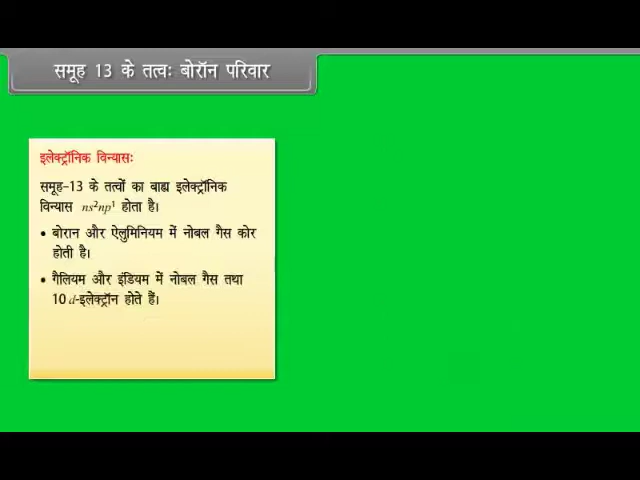 समूह 13 के तत्व: बोरॉन परिवार
इलेक्ट्रॉनिक विन्यास:
समूह-13 के तत्वों का बाह्य इलेक्ट्रॉनिक
विन्यास ns²np¹ होता है।
• बोरान और ऐलुमिनियम में नोबल गैस कोर
होती है।
• गैलियम और इंडियम में नोबल गैस तथा
10 d-इलेक्ट्रॉन होते हैं।